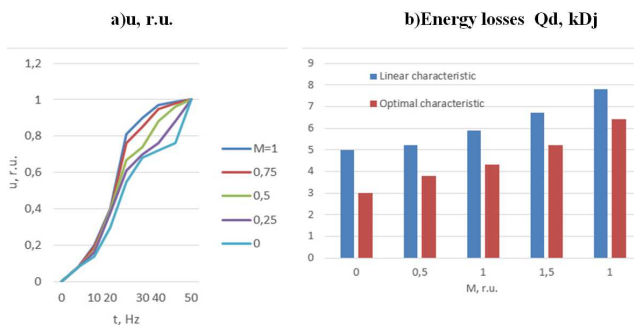 a)u, r.u.
b)Energy losses Qd, kDj
1,2
1
0,8
0,6
0,4
0,2
0
u, r.u.
0 10 20 30 40 50
t, Hz
M=1
0,75
0,5
0,25
0
9
8
7
6
5
4
3
2
1
0
Linear characteristic
Optimal characteristic
0 0,5 1 1,5 1
M, r.u.